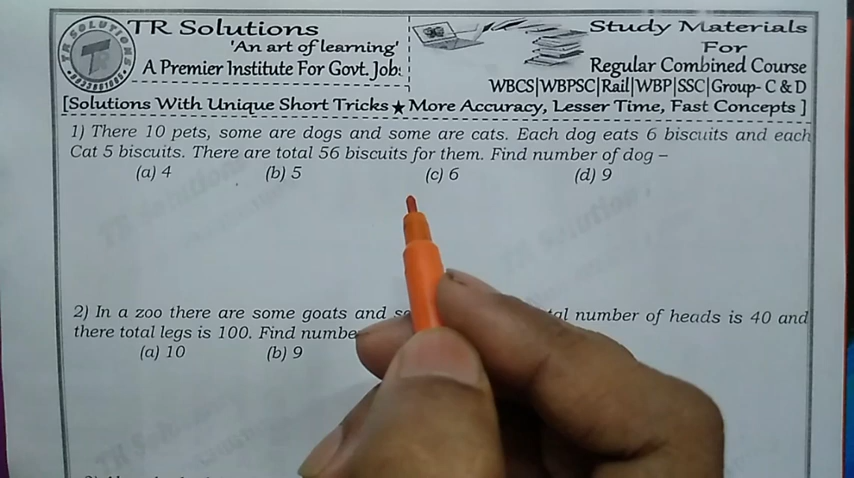 TR SOLUTIONS
TR
TR Solutions
'An art of learning'
A Premier Institute For Govt. Job
Study Materials
For
Regular Combined Course
WBCS|WBPSC|Rail|WBP|SSC|Group- C & D
[Solutions With Unique Short Tricks ★ More Accuracy, Lesser Time, Fast Concepts ]
1) There 10 pets, some are dogs and some are cats. Each dog eats 6 biscuits and each
Cat 5 biscuits. There are total 56 biscuits for them. Find number of dog –
(a) 4 (b) 5 (c) 6 (d) 9
2) In a zoo there are some goats and number of heads is 40 and
there total legs is 100. Find
(a) 10 (b) 9